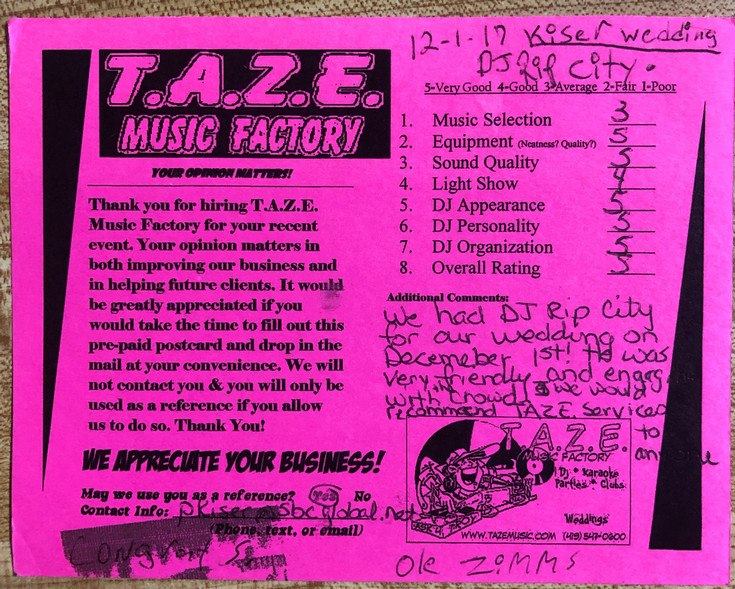 12-1-17 Kiser wedding
DJ Rip City.
T.A.Z.E.
MUSIC FACTORY
YOUR OPINION MATTERS!
Thank you for hiring T.A.Z.E.
Music Factory for your recent
event. Your opinion matters in
both improving our business and
in helping future clients. It would
be greatly appreciated if you
would take the time to fill out this
pre-paid postcard and drop in the
mail at your convenience. We will
not contact you & you will only be
used as a reference if you allow
us to do so. Thank You!
WE APPRECIATE YOUR BUSINESS!
May we use you as a reference? Yes No
Contact Info: pkiser@sbcglobal.net
(Phone, text, or email)
Congrats
5-Very Good 4-Good 3-Average 2-Fair 1-Poor
1. Music Selection 3
2. Equipment (Neatness? Quality?) 5
3. Sound Quality 5
4. Light Show
5. DJ Appearance 5
6. DJ Personality 5
7. DJ Organization 5
8. Overall Rating 5
Additional Comments:
We had DJ Rip City
for our wedding on
Decemeber 1st! He was
very friendly and engag
with crowd we would
recommend TAZE services
to
anyone
T.A.Z.E.
MUSIC FACTORY
Dj * Karaoke
Parties * Clubs
Weddings
WWW.TAZEMUSIC.COM (419) 547-0600
Ole Zimms